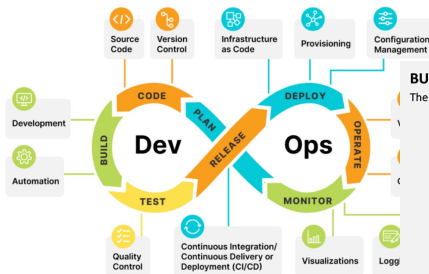 Source
Code
Version
Control
Infrastructure
as Code
Provisioning
Configuration
Management
BU
The
CODE
DEPLOY
PLAN
Development
BUILD
Dev
RELEASE
Ops
OPERATE
V
Automation
C
TEST
MONITOR
Quality
Control
Continuous Integration/
Continuous Delivery or
Deployment (CI/CD)
Visualizations
Loggi